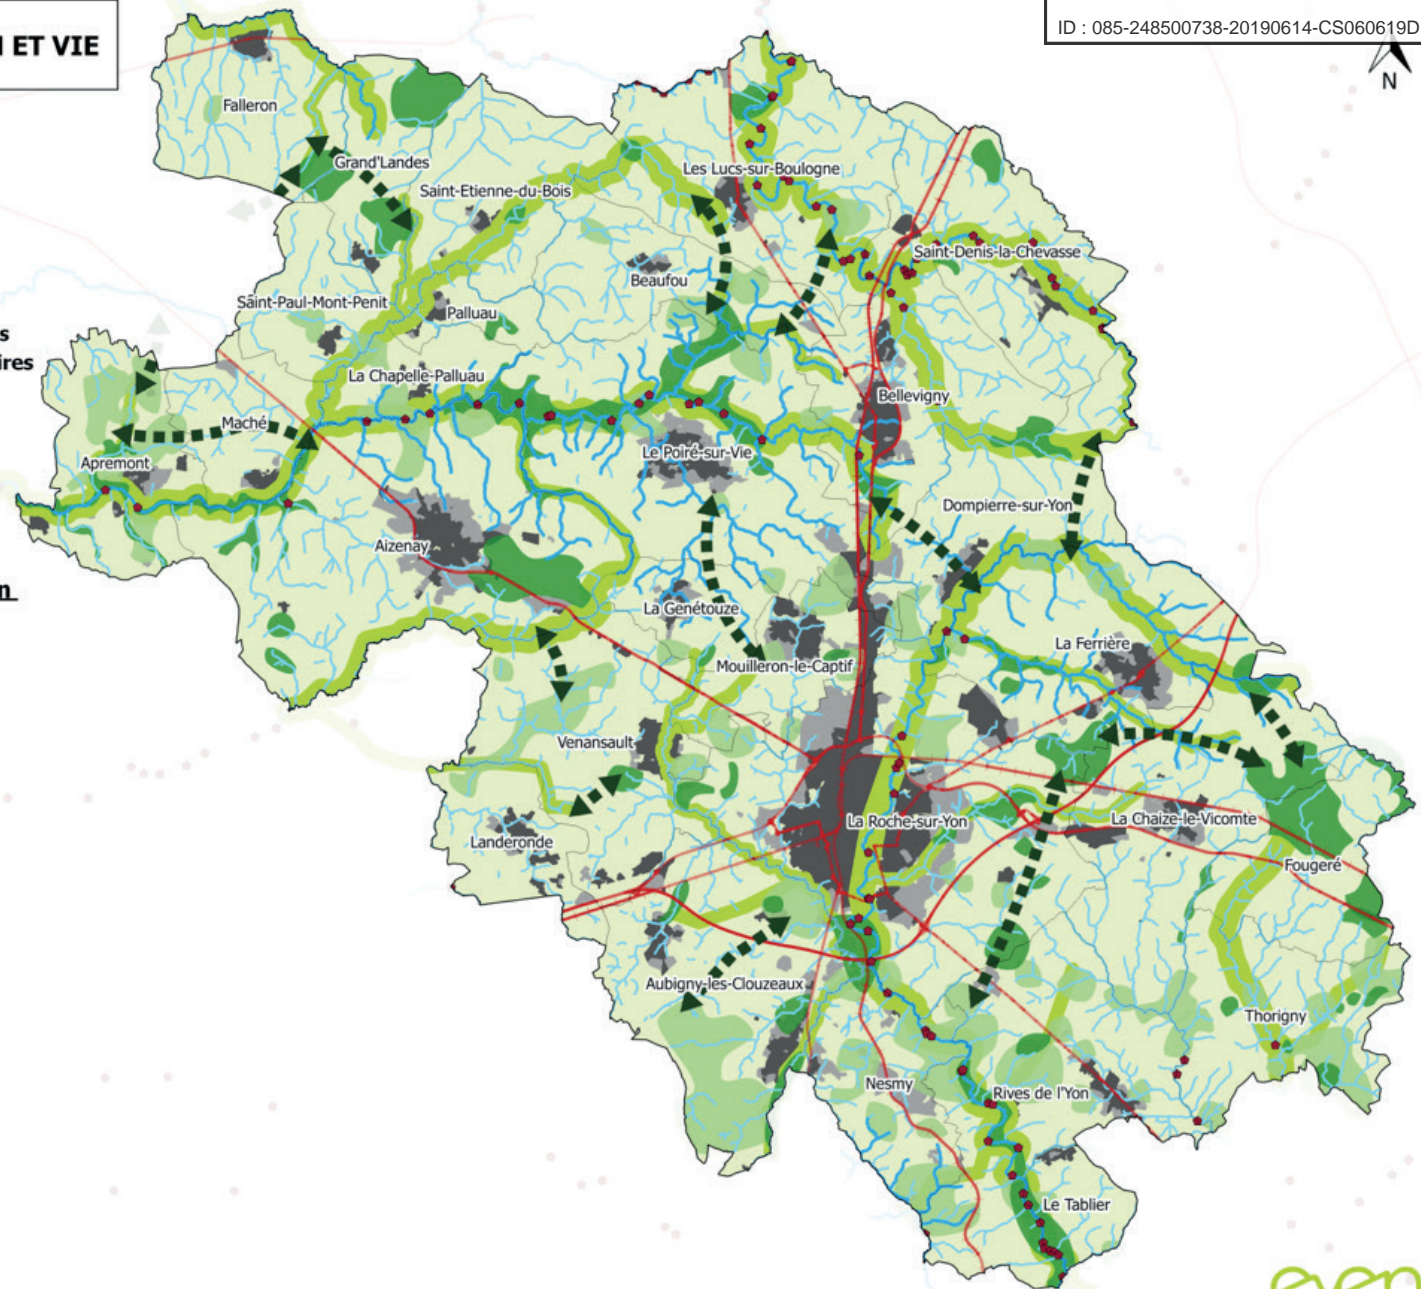 ET VIE
ID : 085-248500738-20190614-CS060619D
N
Falleron
Grand'Landes
Les Lucs-sur-Boulogne
Saint-Etienne-du-Bois
Saint-Denis-la-Chevasse
Beaufou
Saint-Paul-Mont-Penit
Palluau
s
ires
La Chapelle-Palluau
Bellevigny
Maché
Le Poiré-sur-Vie
Apremont
Dompierre-sur-Yon
Aizenay
n
La Genétouze
La Ferrière
Mouilleron-le-Captif
Venansault
La Roche-sur-Yon
La Chaize-le-Vicomte
Landeronde
Fougeré
Aubigny-les-Clouzeaux
Thorigny
Nesmy
Rives de l'Yon
Le Tablier
even